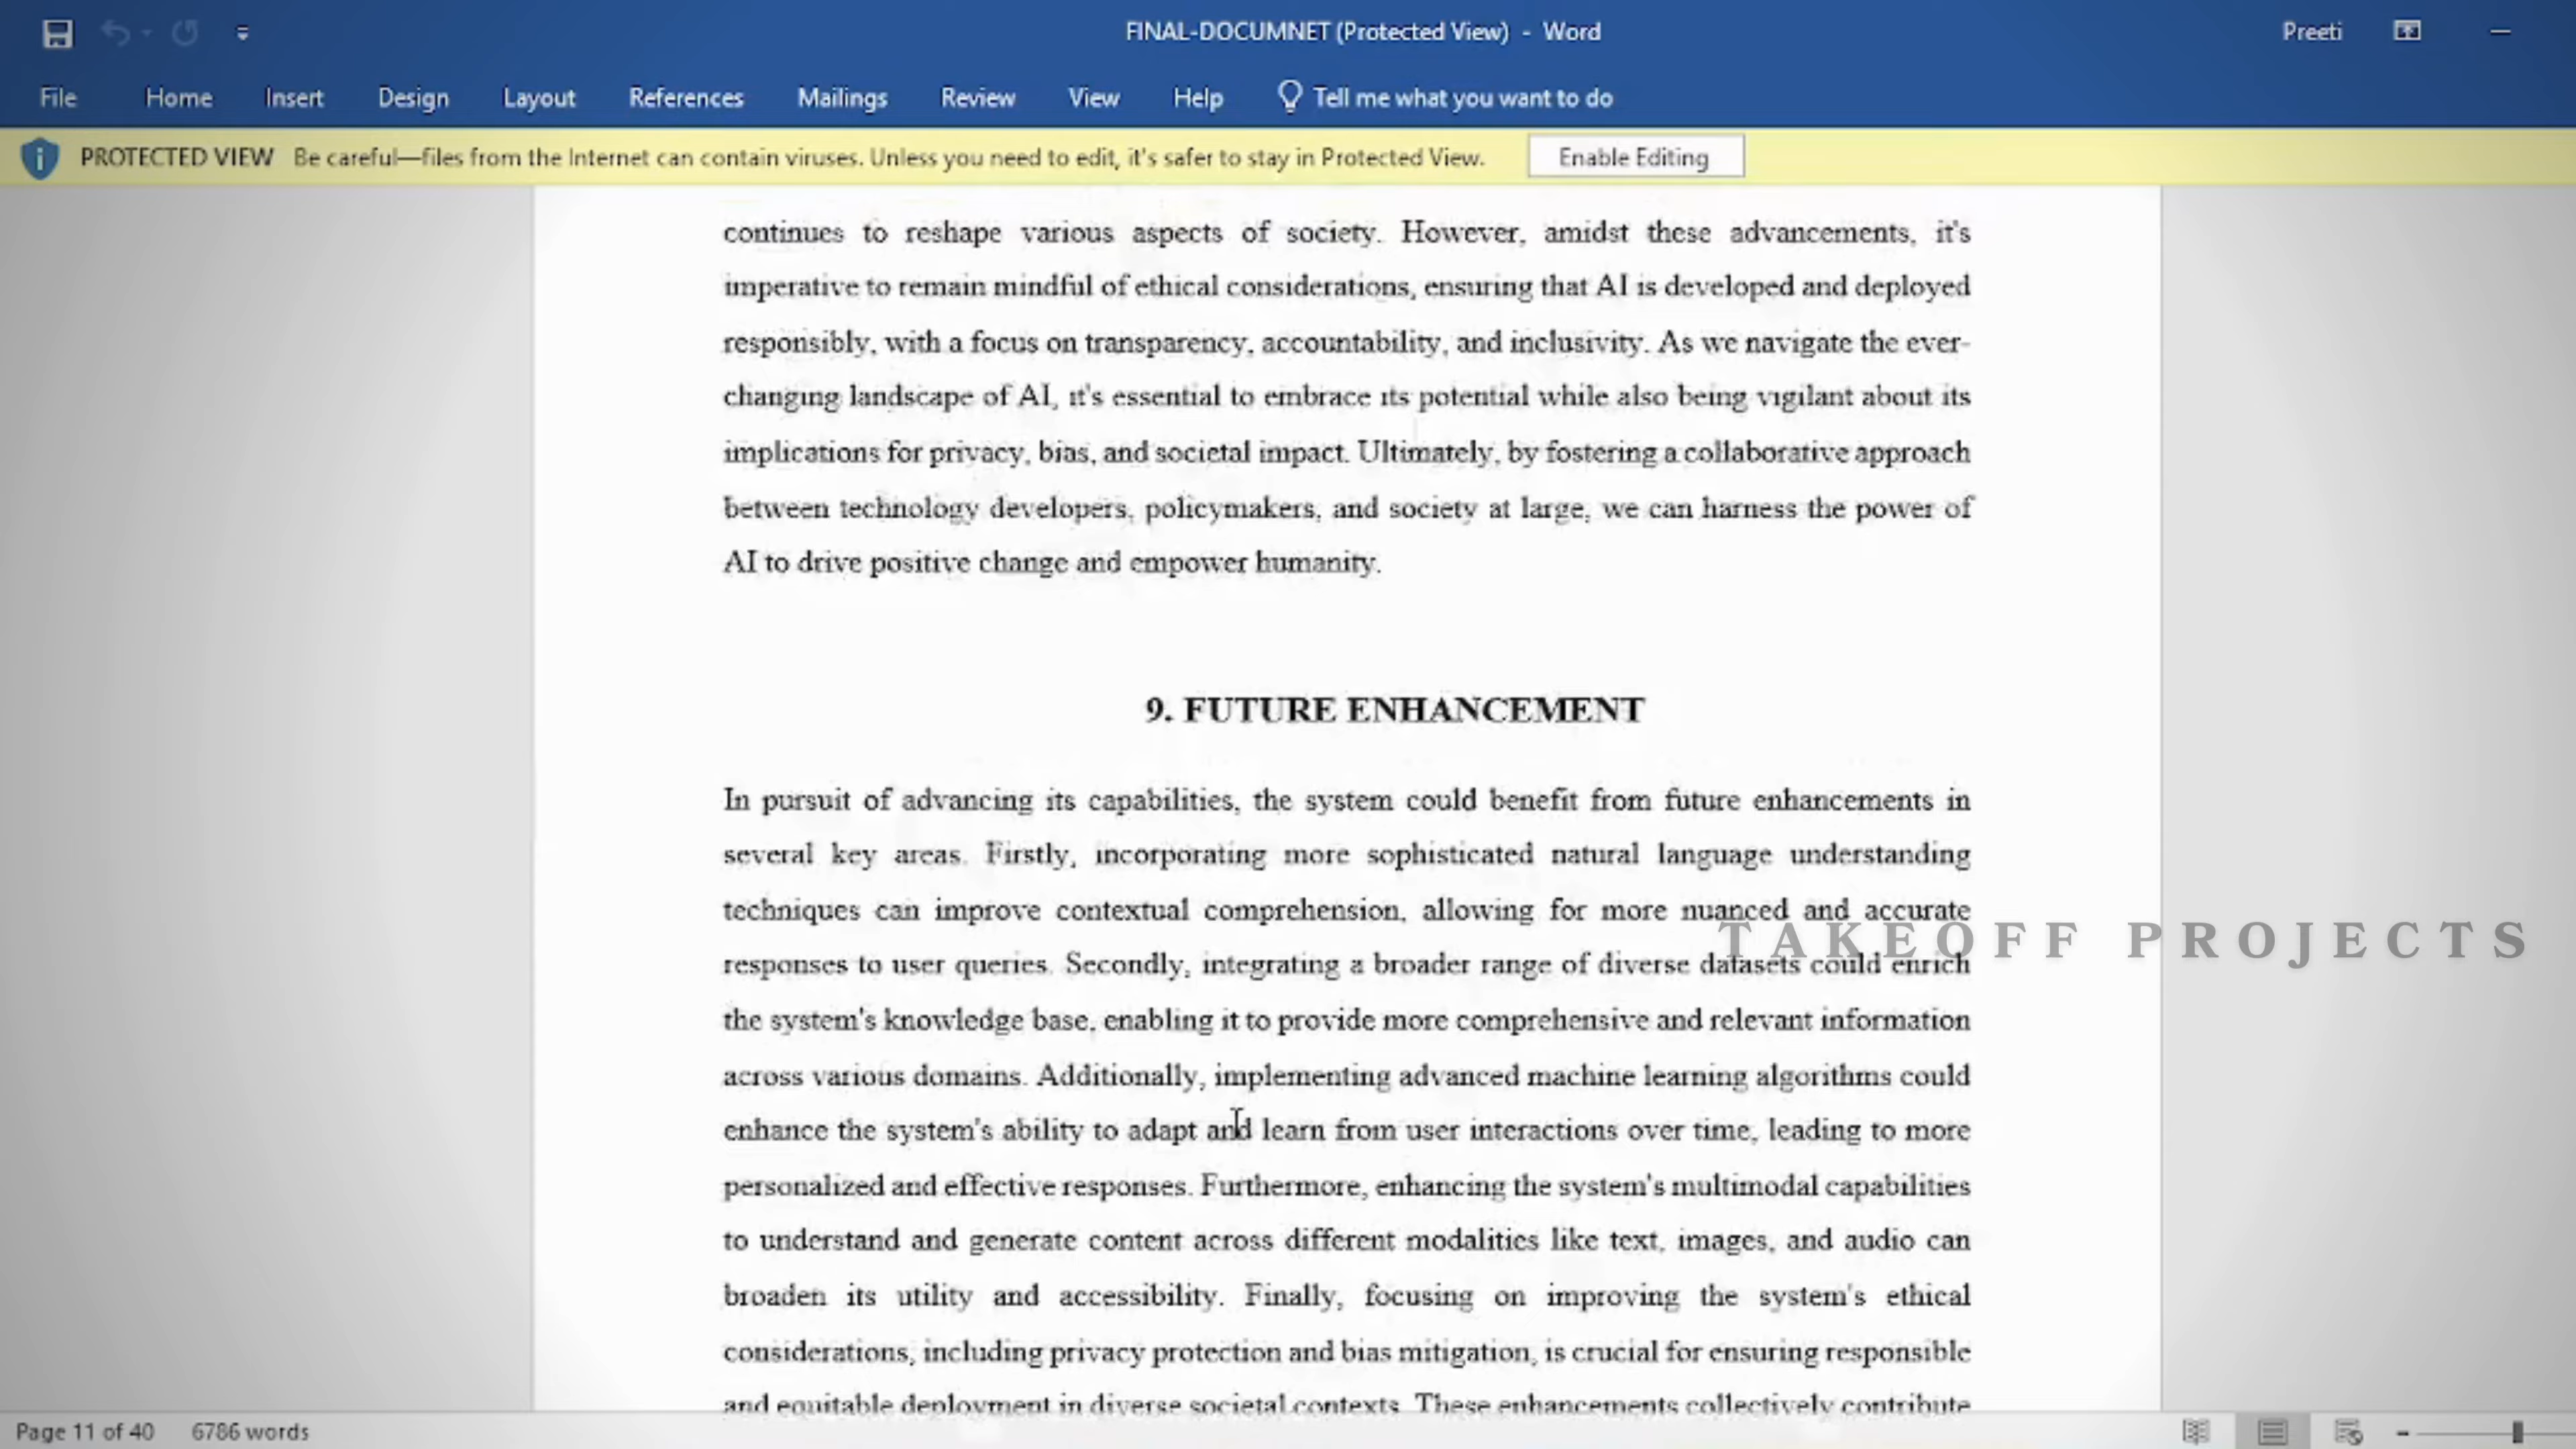 FINAL-DOCUMNET (Protected View) - Word
Preeti
File Home Insert Design Layout References Mailings Review View Help Tell me what you want to do
PROTECTED VIEW Be careful—files from the Internet can contain viruses. Unless you need to edit, it's safer to stay in Protected View. Enable Editing
continues to reshape various aspects of society. However, amidst these advancements, it's
imperative to remain mindful of ethical considerations, ensuring that AI is developed and deployed
responsibly, with a focus on transparency, accountability, and inclusivity. As we navigate the ever-
changing landscape of AI, it's essential to embrace its potential while also being vigilant about its
implications for privacy, bias, and societal impact. Ultimately, by fostering a collaborative approach
between technology developers, policymakers, and society at large, we can harness the power of
AI to drive positive change and empower humanity.
9. FUTURE ENHANCEMENT
In pursuit of advancing its capabilities, the system could benefit from future enhancements in
several key areas. Firstly, incorporating more sophisticated natural language understanding
techniques can improve contextual comprehension, allowing for more nuanced and accurate
TAKEOFF PROJECTS
responses to user queries. Secondly, integrating a broader range of diverse datasets could enrich
the system's knowledge base, enabling it to provide more comprehensive and relevant information
across various domains. Additionally, implementing advanced machine learning algorithms could
enhance the system's ability to adapt and learn from user interactions over time, leading to more
personalized and effective responses. Furthermore, enhancing the system's multimodal capabilities
to understand and generate content across different modalities like text, images, and audio can
broaden its utility and accessibility. Finally, focusing on improving the system's ethical
considerations, including privacy protection and bias mitigation, is crucial for ensuring responsible
and equitable deployment in diverse societal contexts. These enhancements collectively contribute
Page 11 of 40 6786 words